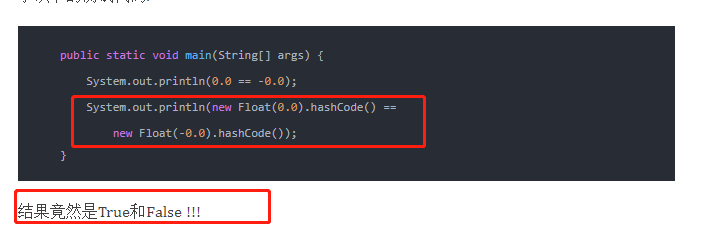 public static void main(String[] args) {
System.out.println(0.0 == -0.0);
System.out.println(new Float(0.0).hashCode() ==
new Float(-0.0).hashCode());
}
结果竟然是True和False !!!